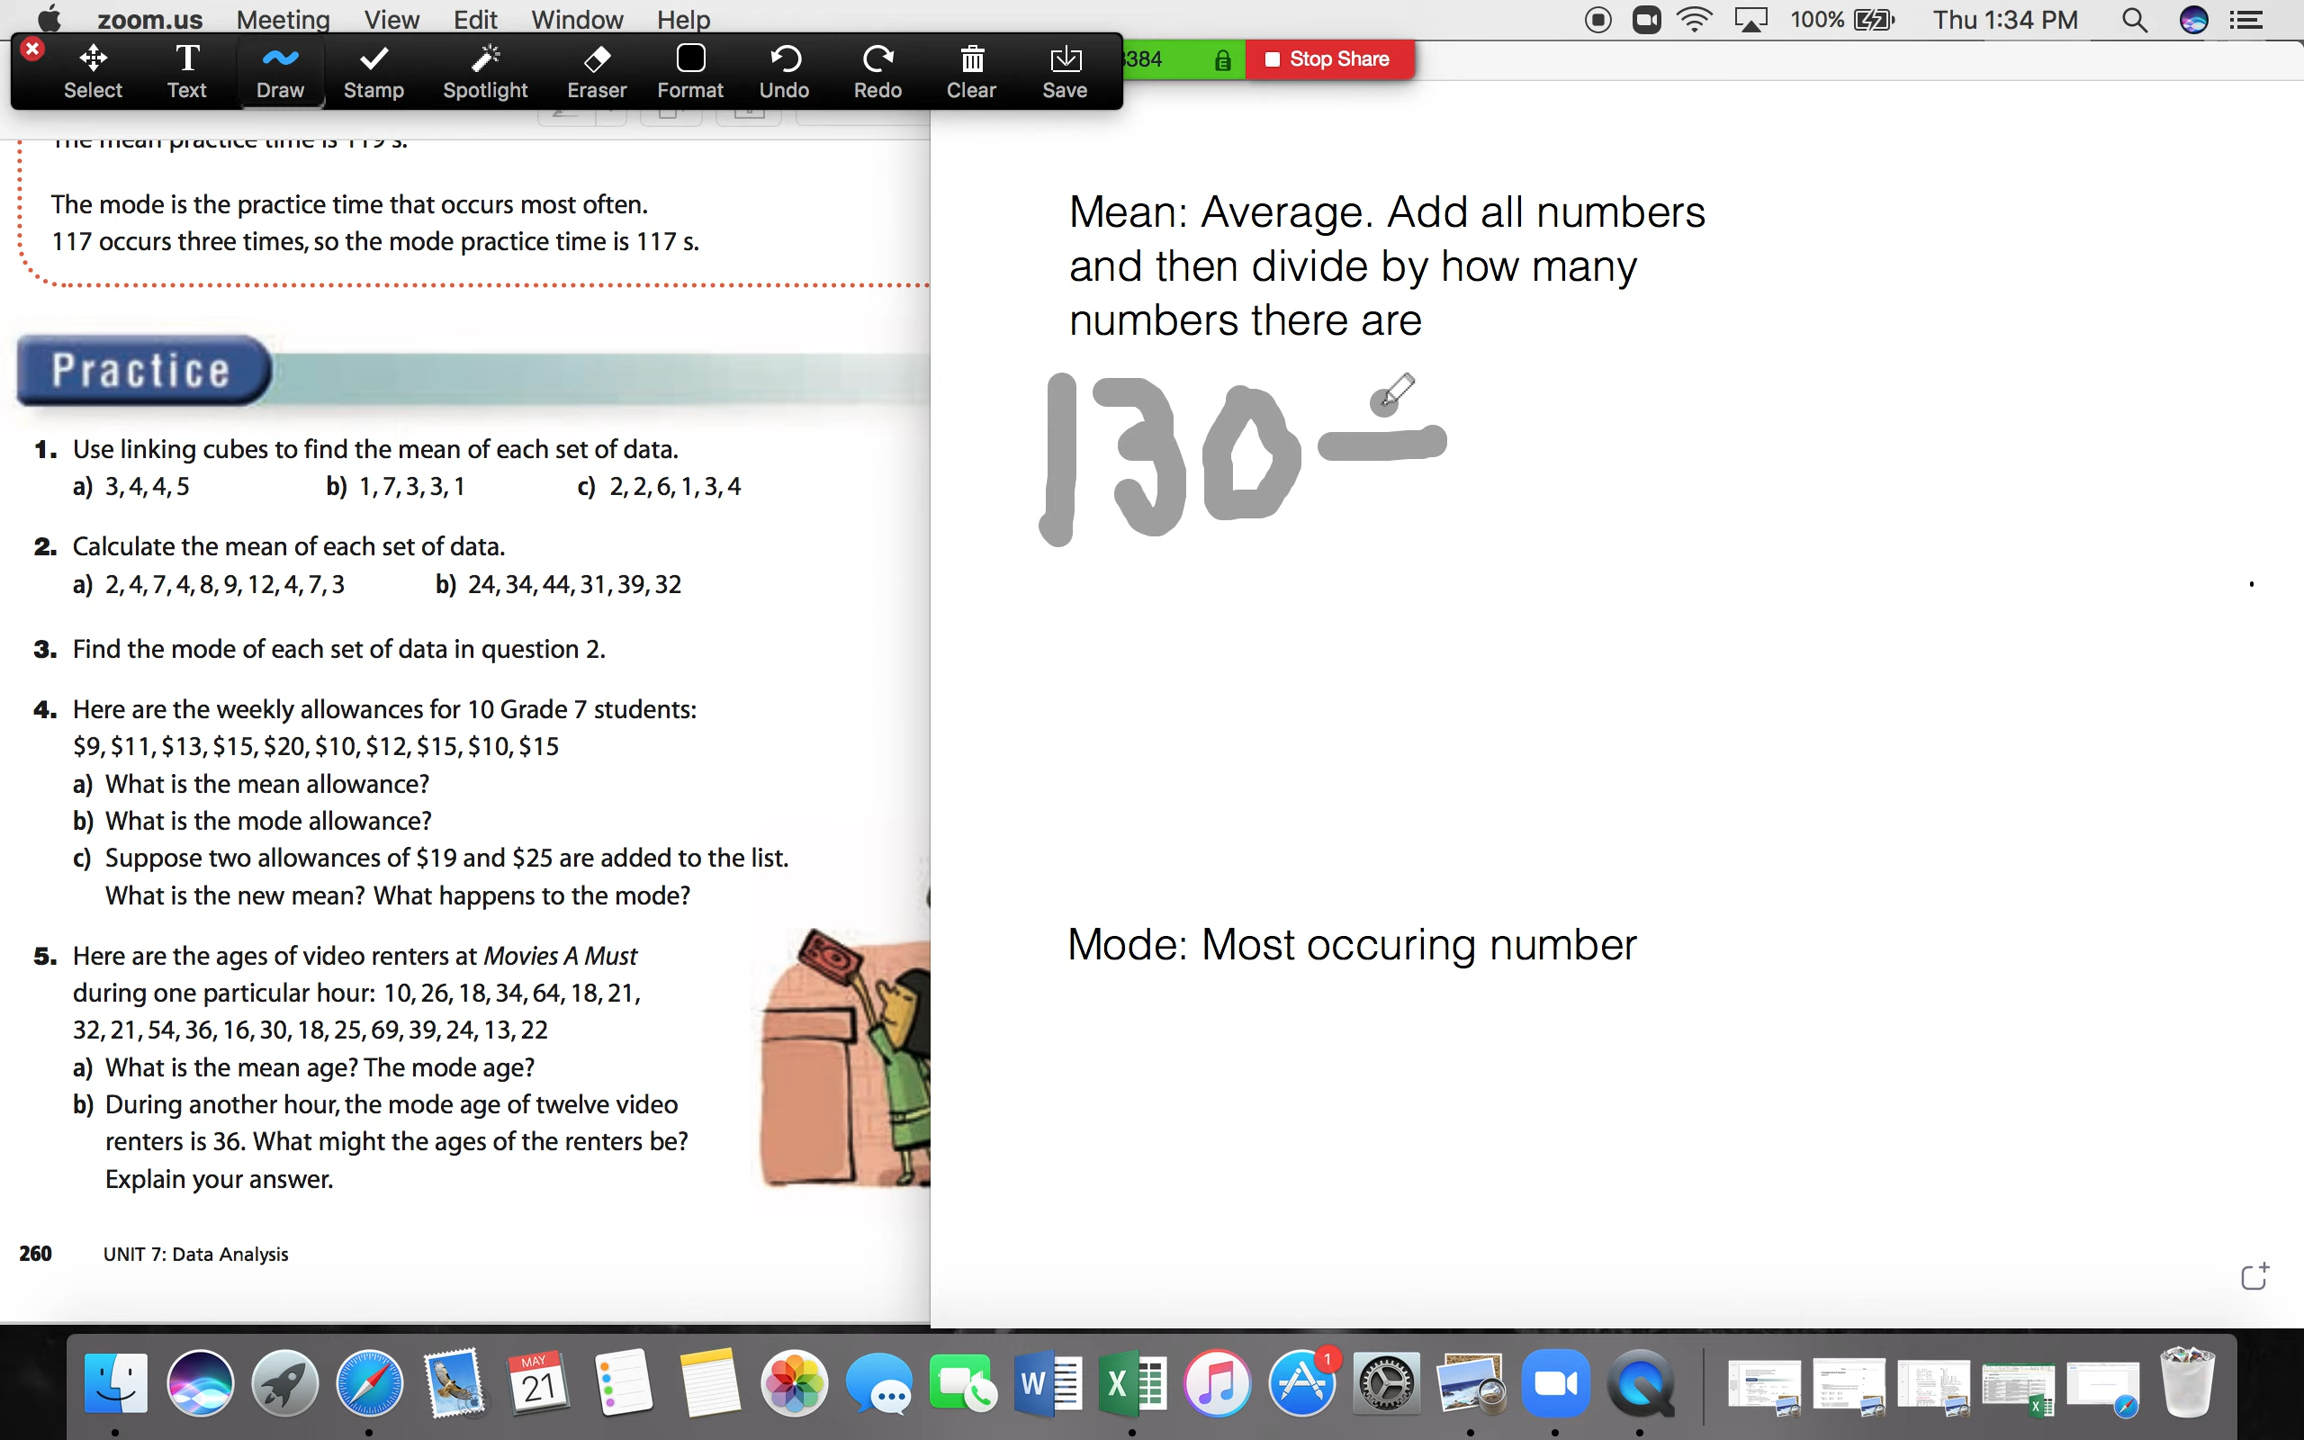 zoom.us Meeting View Edit Window Help 100% Thu 1:34 PM
Select Text Draw Stamp Spotlight Eraser Format Undo Redo Clear Save
384 Stop Share
The mean practice time is 119 s.
The mode is the practice time that occurs most often.
117 occurs three times, so the mode practice time is 117 s.
Practice
1. Use linking cubes to find the mean of each set of data.
a) 3, 4, 4, 5 b) 1, 7, 3, 3, 1 c) 2, 2, 6, 1, 3, 4
2. Calculate the mean of each set of data.
a) 2, 4, 7, 4, 8, 9, 12, 4, 7, 3 b) 24, 34, 44, 31, 39, 32
3. Find the mode of each set of data in question 2.
4. Here are the weekly allowances for 10 Grade 7 students:
$9, $11, $13, $15, $20, $10, $12, $15, $10, $15
a) What is the mean allowance?
b) What is the mode allowance?
c) Suppose two allowances of $19 and $25 are added to the list.
What is the new mean? What happens to the mode?
5. Here are the ages of video renters at Movies A Must
during one particular hour: 10, 26, 18, 34, 64, 18, 21,
32, 21, 54, 36, 16, 30, 18, 25, 69, 39, 24, 13, 22
a) What is the mean age? The mode age?
b) During another hour, the mode age of twelve video
renters is 36. What might the ages of the renters be?
Explain your answer.
260 UNIT 7: Data Analysis
Mean: Average. Add all numbers
and then divide by how many
numbers there are
130
Mode: Most occuring number
MAY
21
W
X
1
X